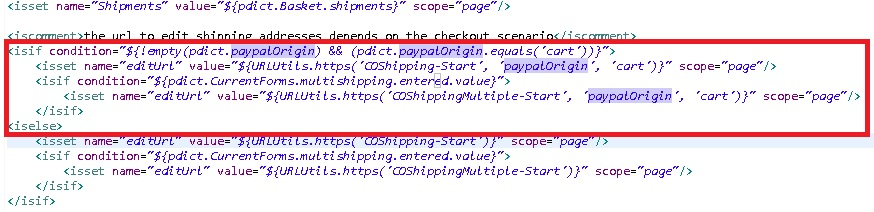 <isset name="Shipments" value="${pdict.Basket.shipments}" scope="page"/>
<iscomment>the url to edit shipping addresses depends on the checkout scenario</iscomment>
<isif condition="${!empty(pdict.paypalOrigin) && (pdict.paypalOrigin.equals('cart'))}">
<isset name="editUrl" value="${URLUtils.https('COShipping-Start', 'paypalOrigin', 'cart')}" scope="page"/>
<isif condition="${pdict.CurrentForms.multishipping.entered.value}">
<isset name="editUrl" value="${URLUtils.https('COShippingMultiple-Start', 'paypalOrigin', 'cart')}" scope="page"/>
</isif>
<iselse>
<isset name="editUrl" value="${URLUtils.https('COShipping-Start')}" scope="page"/>
<isif condition="${pdict.CurrentForms.multishipping.entered.value}">
<isset name="editUrl" value="${URLUtils.https('COShippingMultiple-Start')}" scope="page"/>
</isif>
</isif>